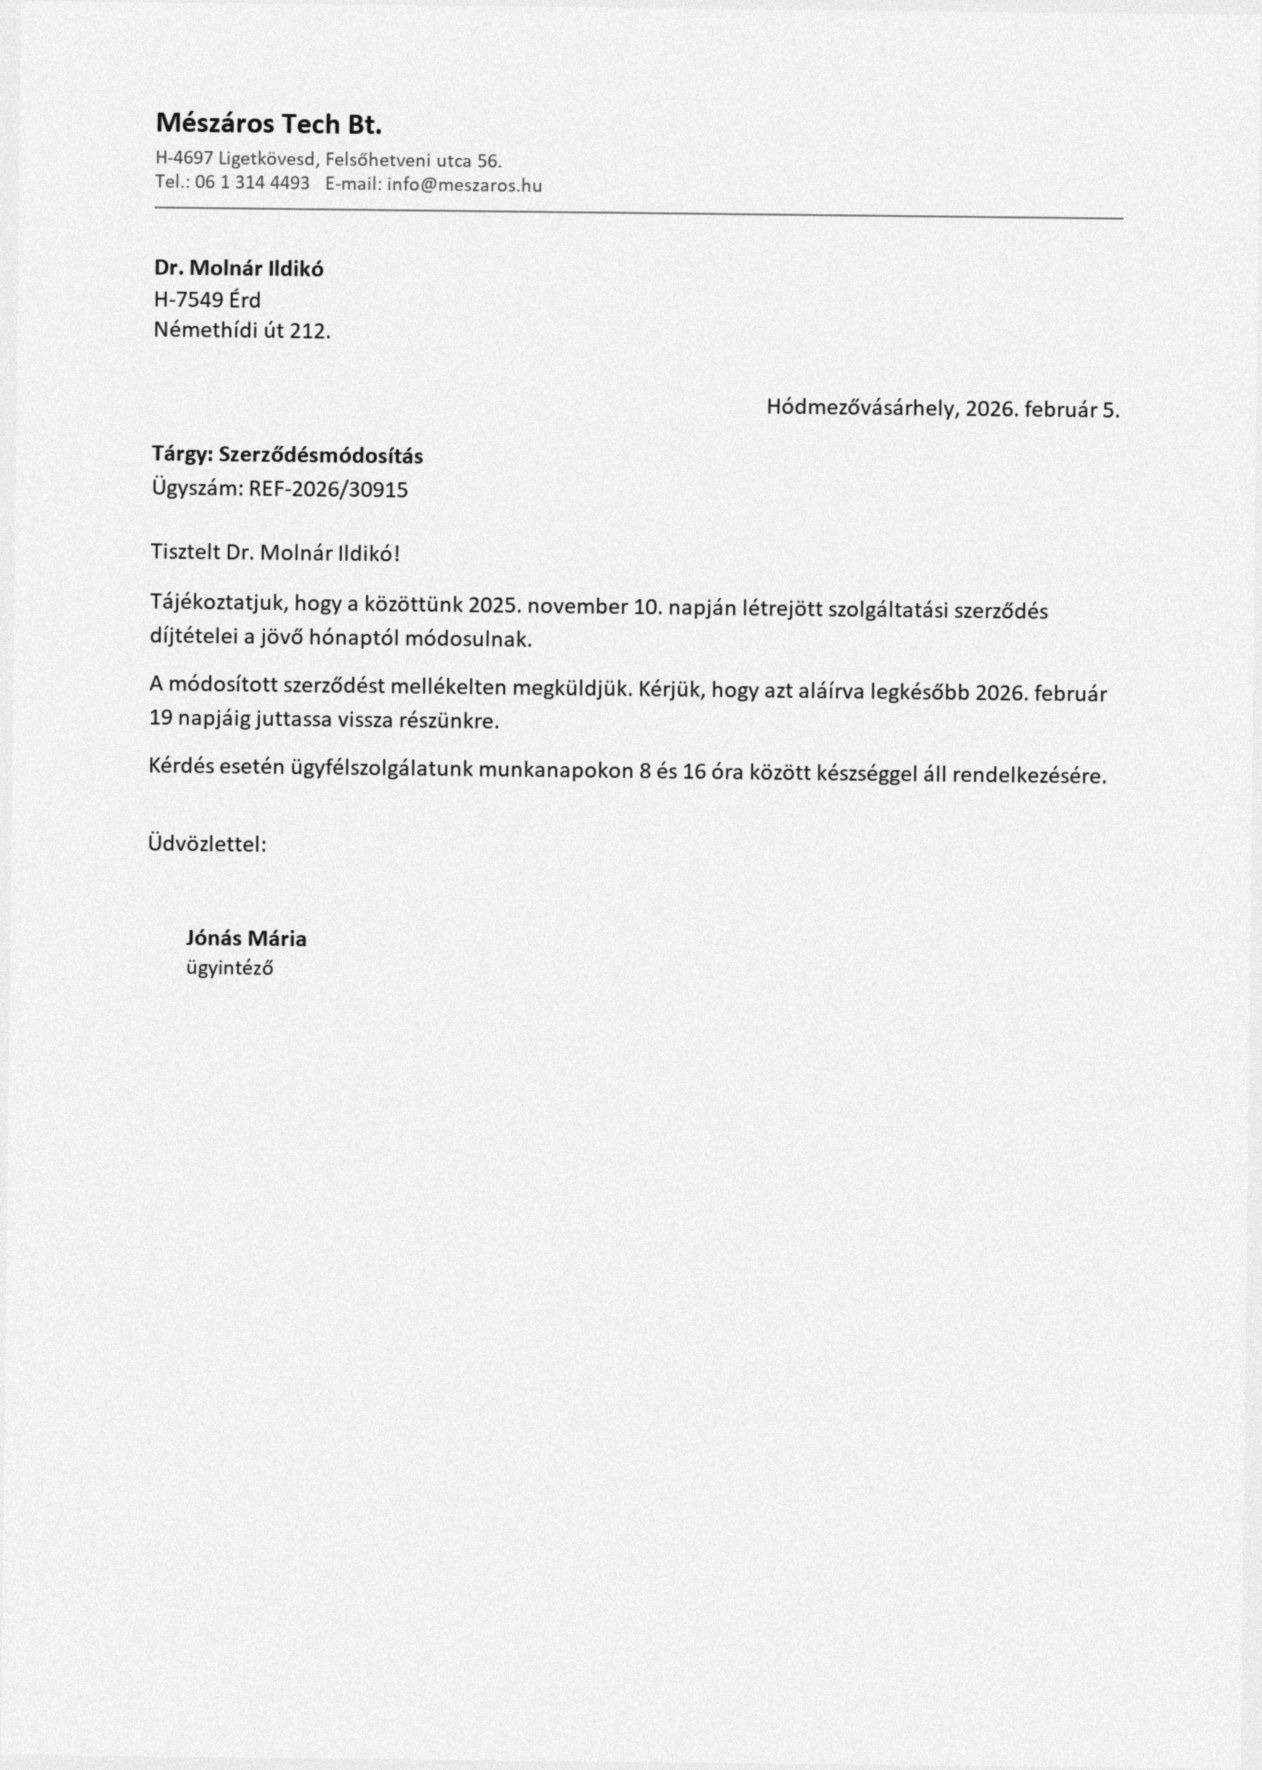 Mészáros Tech Bt.
H-4697 Ligetkövesd, Felsőhetveni utca 56.
Tel.: 06 1 314 4493 E-mail: info@meszaros.hu
Dr. Molnár Ildikó
H-7549 Érd
Némethídi út 212.
Hódmezővásárhely, 2026. február 5.
Tárgy: Szerződésmódosítás
Ügyszám: REF-2026/30915
Tisztelt Dr. Molnár Ildikó!
Tájékoztatjuk, hogy a közöttünk 2025. november 10. napján létrejött szolgáltatási szerződés
díjtételei a jövő hónaptól módosulnak.
A módosított szerződést mellékelten megküldjük. Kérjük, hogy azt aláírva legkésőbb 2026. február
19 napjáig juttassa vissza részünkre.
Kérdés esetén ügyfélszolgálatunk munkanapokon 8 és 16 óra között készséggel áll rendelkezésére.
Üdvözlettel:
Jónás Mária
ügyintéző